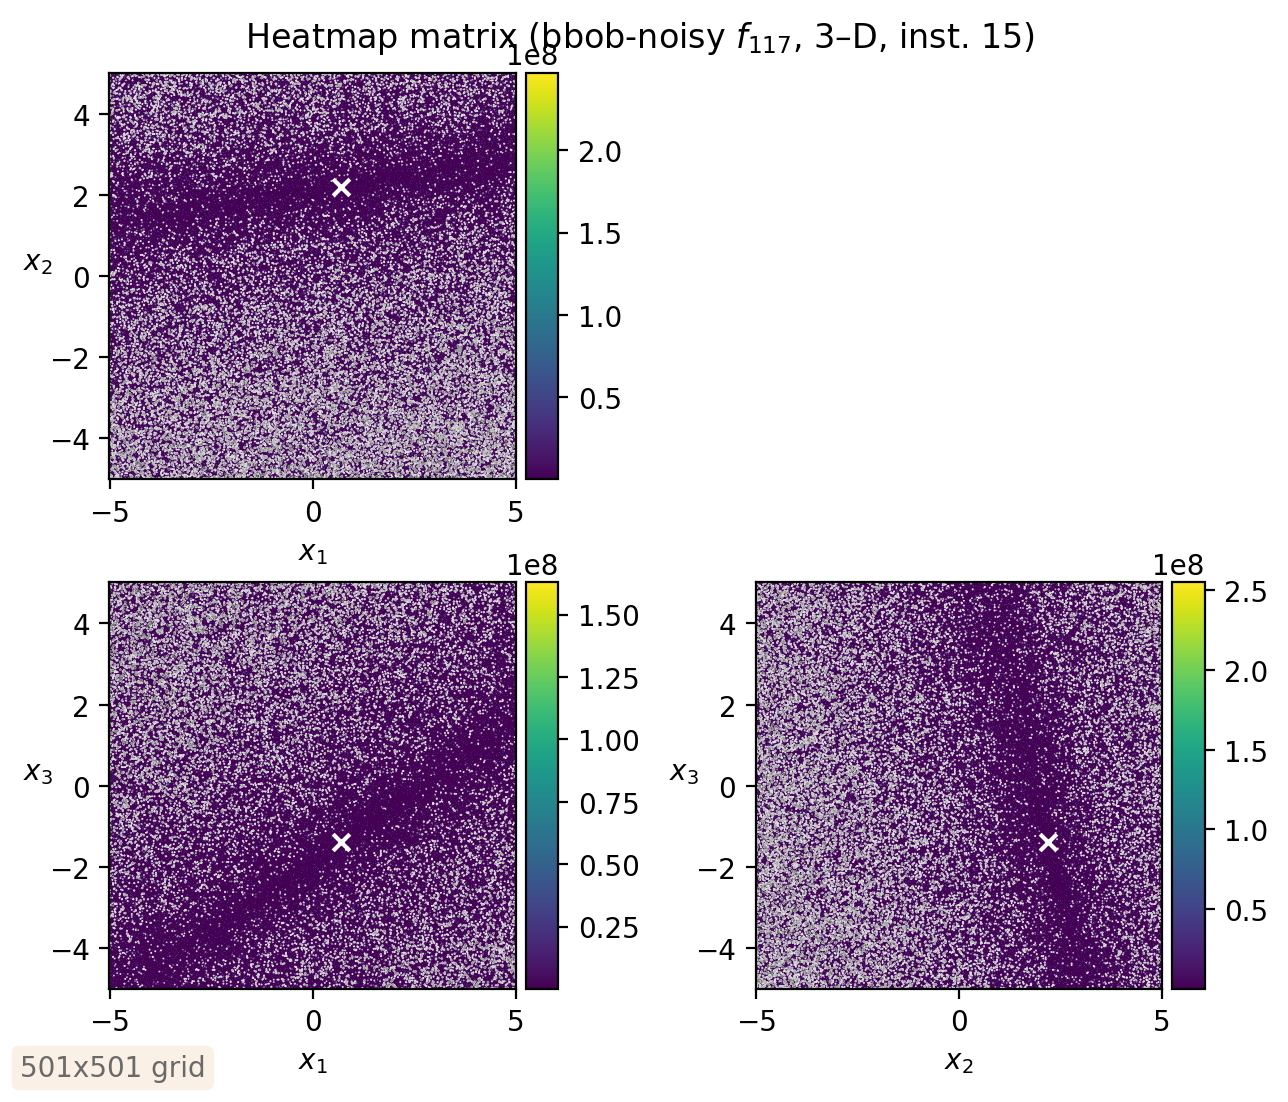 Heatmap matrix (bbob-noisy f₁₁₇, 3–D, inst. 15)
1e8
4
2
0
−2
−4
x₂
−5 0 5
x₁
2.0
1.5
1.0
0.5
1e8
4
2
0
−2
−4
x₃
−5 0 5
x₁
1.50
1.25
1.00
0.75
0.50
0.25
1e8
4
2
0
−2
−4
x₃
−5 0 5
x₂
2.5
2.0
1.5
1.0
0.5
501x501 grid